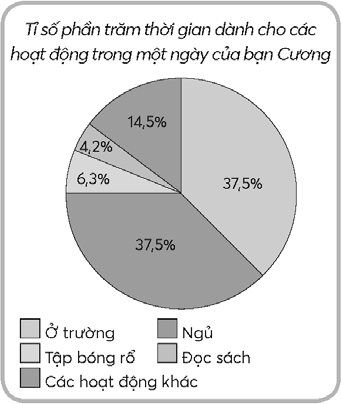 Tỉ số phần trăm thời gian dành cho các
hoạt động trong một ngày của bạn Cương
14,5%
4,2%
6,3%
37,5%
37,5%
Ở trường
Ngủ
Tập bóng rổ
Đọc sách
Các hoạt động khác